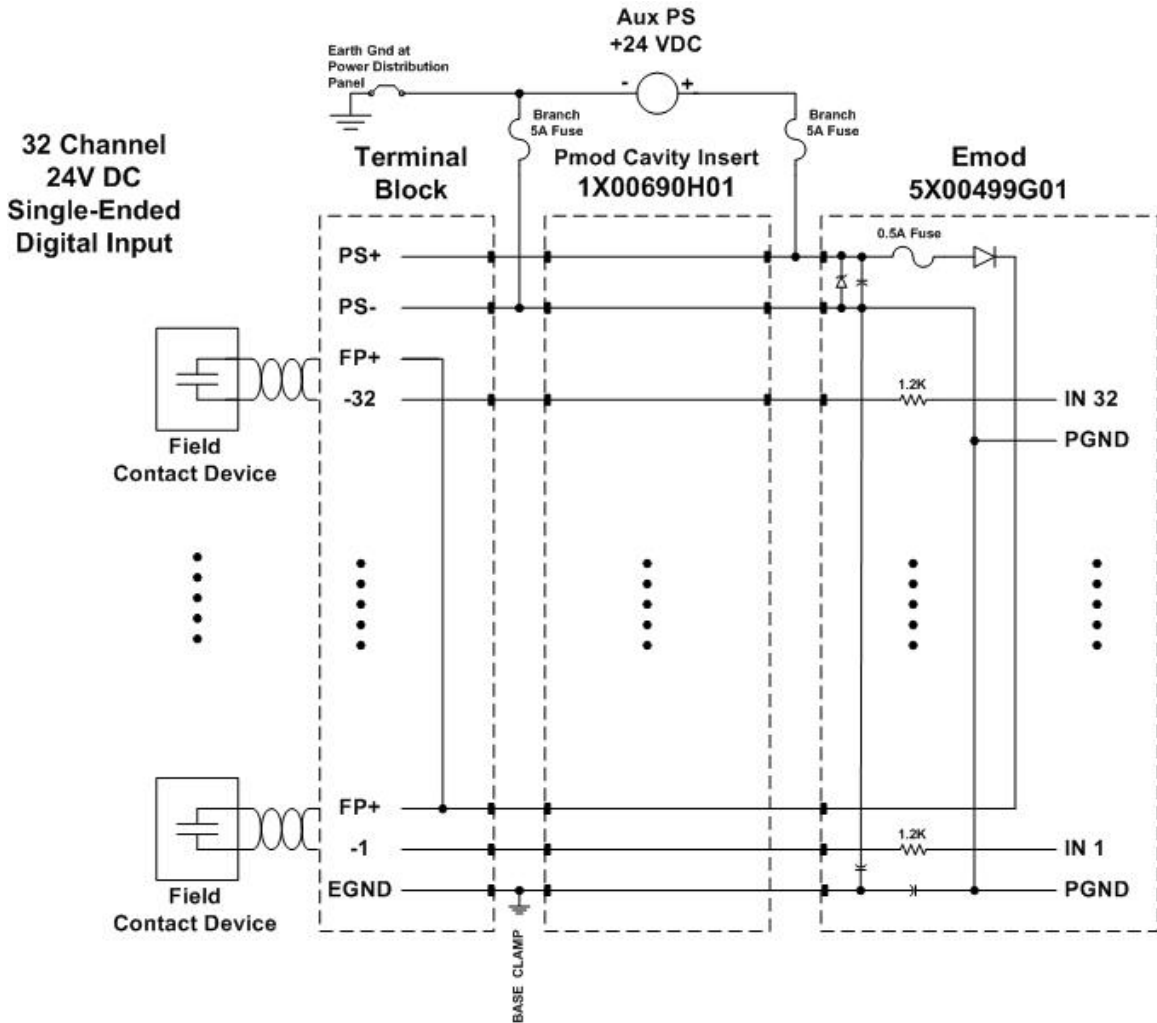 Aux PS
+24 VDC
Earth Gnd at
Power Distribution
Panel
-
+
Branch
5A Fuse
Branch
5A Fuse
32 Channel
24V DC
Single-Ended
Digital Input
Terminal
Block
Pmod Cavity Insert
1X00690H01
Emod
5X00499G01
0.5A Fuse
PS+
PS-
FP+
-32
1.2K
IN 32
PGND
Field
Contact Device
FP+
-1
1.2K
IN 1
EGND
PGND
Field
Contact Device
BASE CLAMP